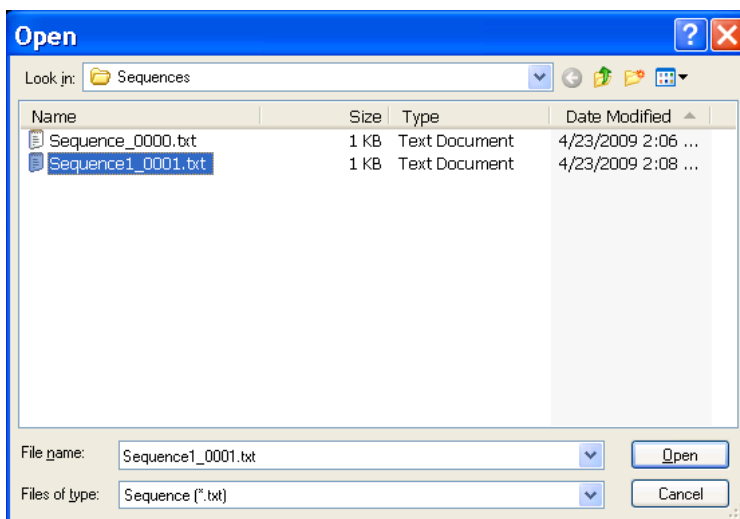 Open
Look in: Sequences
Name Size Type Date Modified
Sequence_0000.txt 1 KB Text Document 4/23/2009 2:06 ...
Sequence1_0001.txt 1 KB Text Document 4/23/2009 2:08 ...
File name: Sequence1_0001.txt Open
Files of type: Sequence (*.txt) Cancel